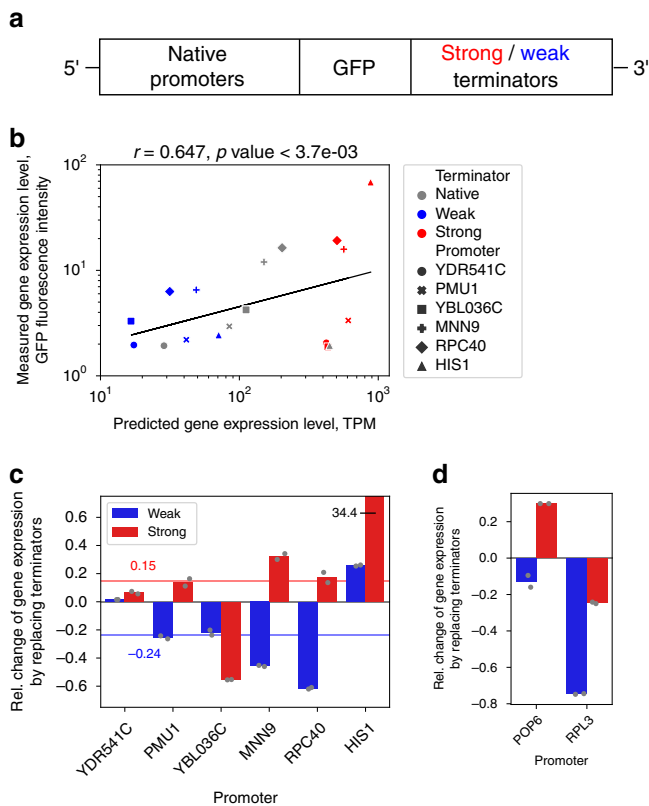 a
5' Native promoters GFP Strong / weak terminators 3'
b
r = 0.647, p value < 3.7e-03
Measured gene expression level,
GFP fluorescence intensity
10²
10¹
10⁰
10¹ 10² 10³
Predicted gene expression level, TPM
Terminator
Native
Weak
Strong
Promoter
YDR541C
PMU1
YBL036C
MNN9
RPC40
HIS1
c
Rel. change of gene expression
by replacing terminators
0.6
0.4
0.2
0.0
−0.2
−0.4
−0.6
Weak
Strong
34.4
0.15
−0.24
YDR541C
PMU1
YBL036C
MNN9
RPC40
HIS1
Promoter
d
Rel. change of gene expression
by replacing terminators
0.2
0.0
−0.2
−0.4
−0.6
−0.8
POP6
RPL3
Promoter